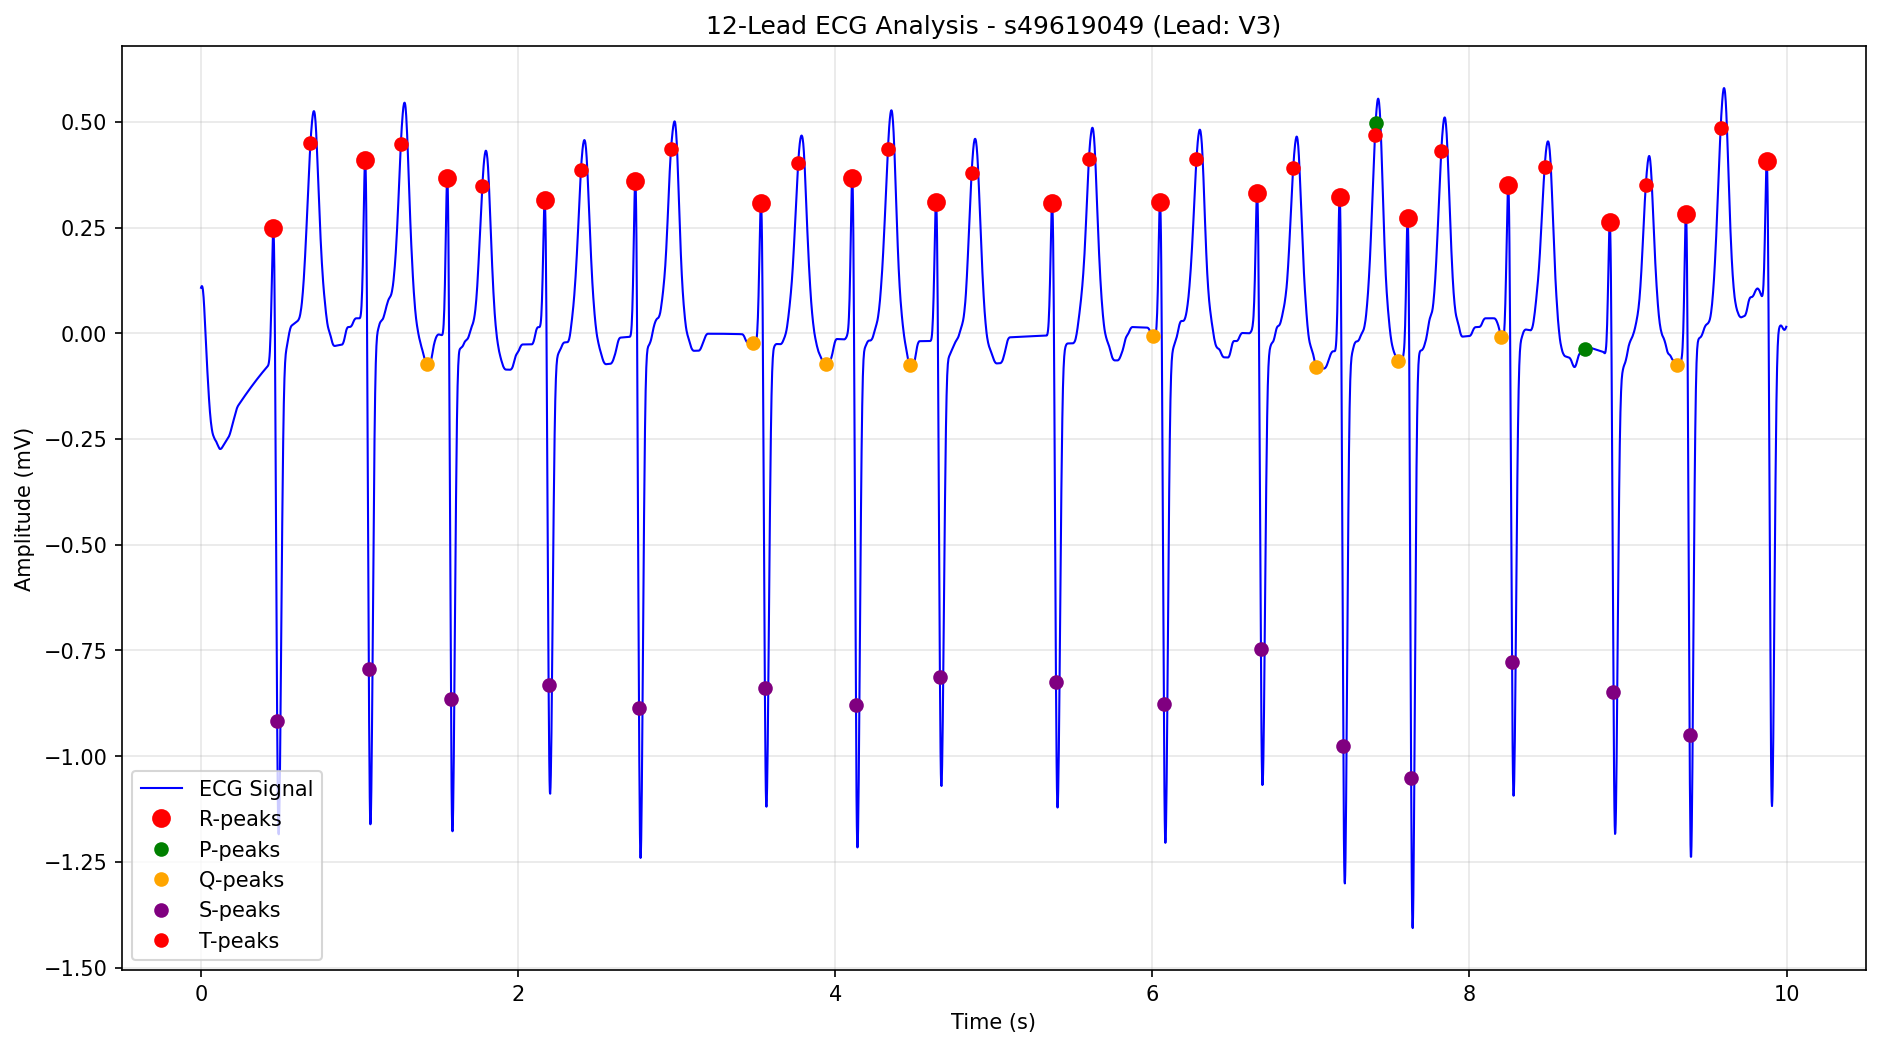 12-Lead ECG Analysis - s49619049 (Lead: V3)
Amplitude (mV)
0.50
0.25
0.00
−0.25
−0.50
−0.75
−1.00
−1.25
−1.50
ECG Signal
R-peaks
P-peaks
Q-peaks
S-peaks
T-peaks
0 2 4 6 8 10
Time (s)